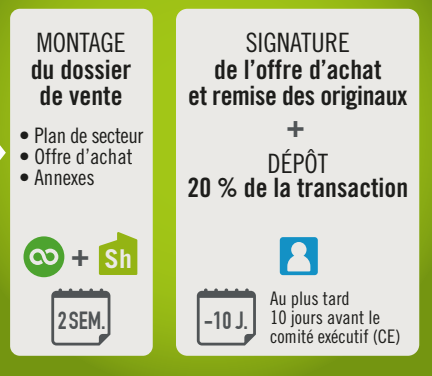 MONTAGE
du dossier
de vente
• Plan de secteur
• Offre d'achat
• Annexes
+ Sh
2 SEM.
SIGNATURE
de l'offre d'achat
et remise des originaux
+
DÉPÔT
20 % de la transaction
-10 J.
Au plus tard
10 jours avant le
comité exécutif (CE)